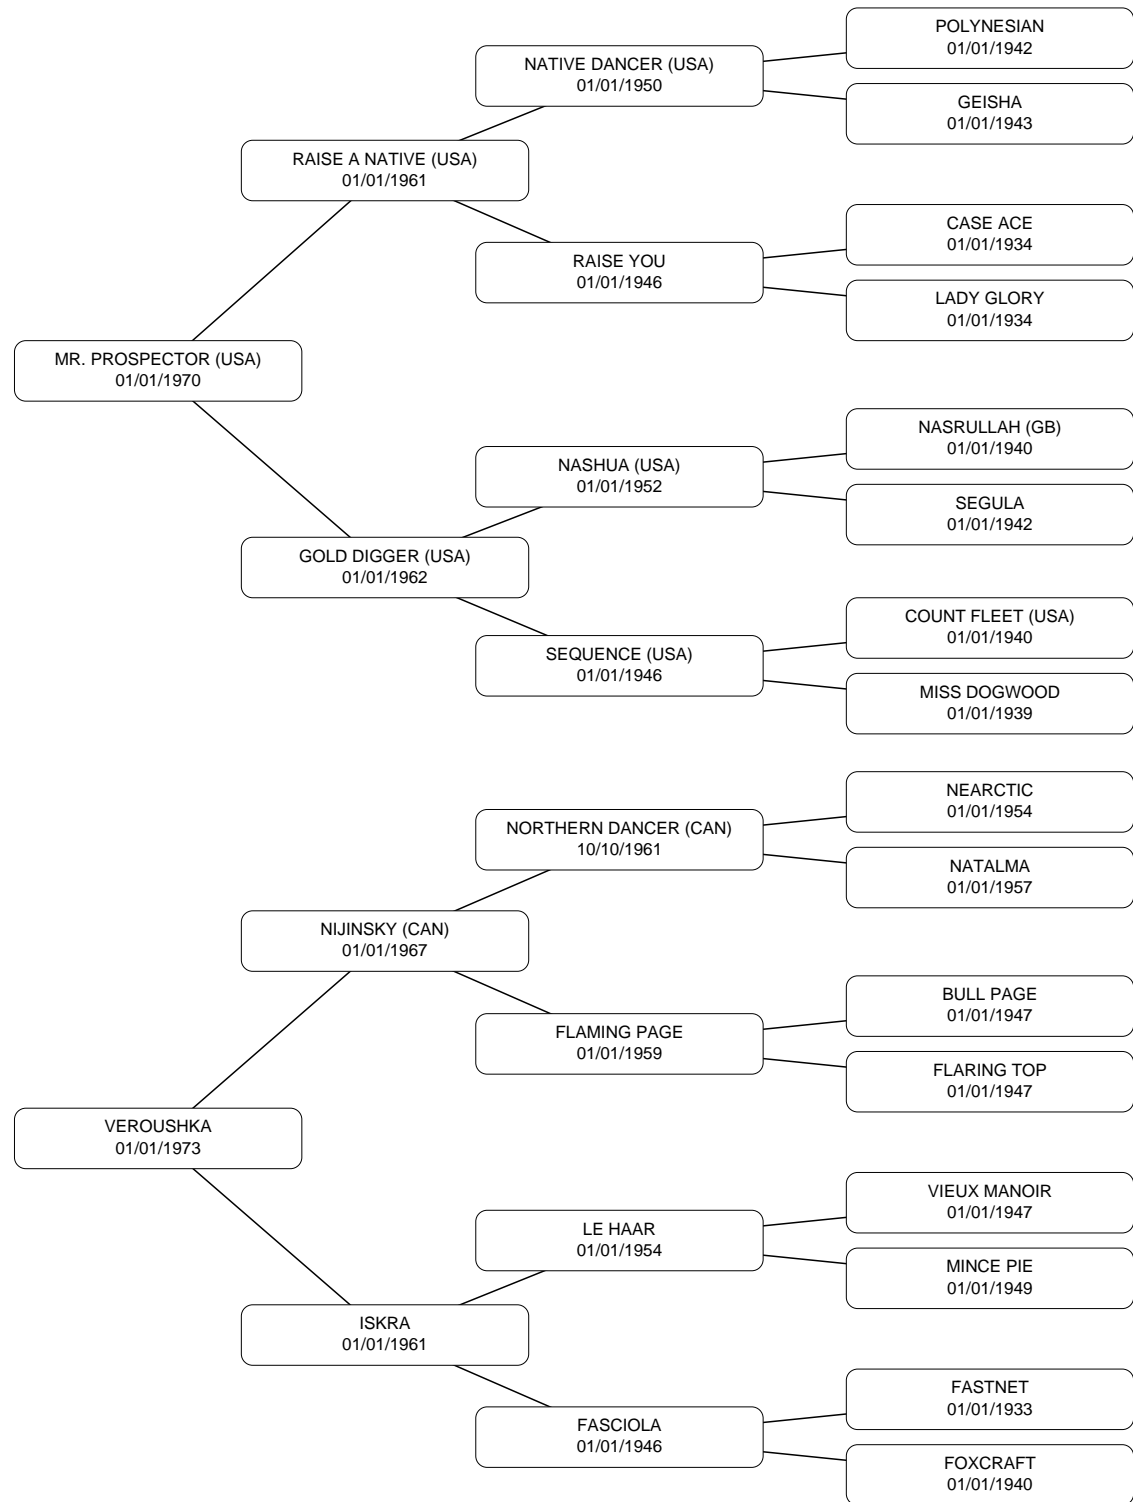 POLYNESIAN
01/01/1942
NATIVE DANCER (USA)
01/01/1950
GEISHA
01/01/1943
RAISE A NATIVE (USA)
01/01/1961
CASE ACE
01/01/1934
RAISE YOU
01/01/1946
LADY GLORY
01/01/1934
MR. PROSPECTOR (USA)
01/01/1970
NASRULLAH (GB)
01/01/1940
NASHUA (USA)
01/01/1952
SEGULA
01/01/1942
GOLD DIGGER (USA)
01/01/1962
COUNT FLEET (USA)
01/01/1940
SEQUENCE (USA)
01/01/1946
MISS DOGWOOD
01/01/1939
NEARCTIC
01/01/1954
NORTHERN DANCER (CAN)
10/10/1961
NATALMA
01/01/1957
NIJINSKY (CAN)
01/01/1967
BULL PAGE
01/01/1947
FLAMING PAGE
01/01/1959
FLARING TOP
01/01/1947
VEROUSHKA
01/01/1973
VIEUX MANOIR
01/01/1947
LE HAAR
01/01/1954
MINCE PIE
01/01/1949
ISKRA
01/01/1961
FASTNET
01/01/1933
FASCIOLA
01/01/1946
FOXCRAFT
01/01/1940